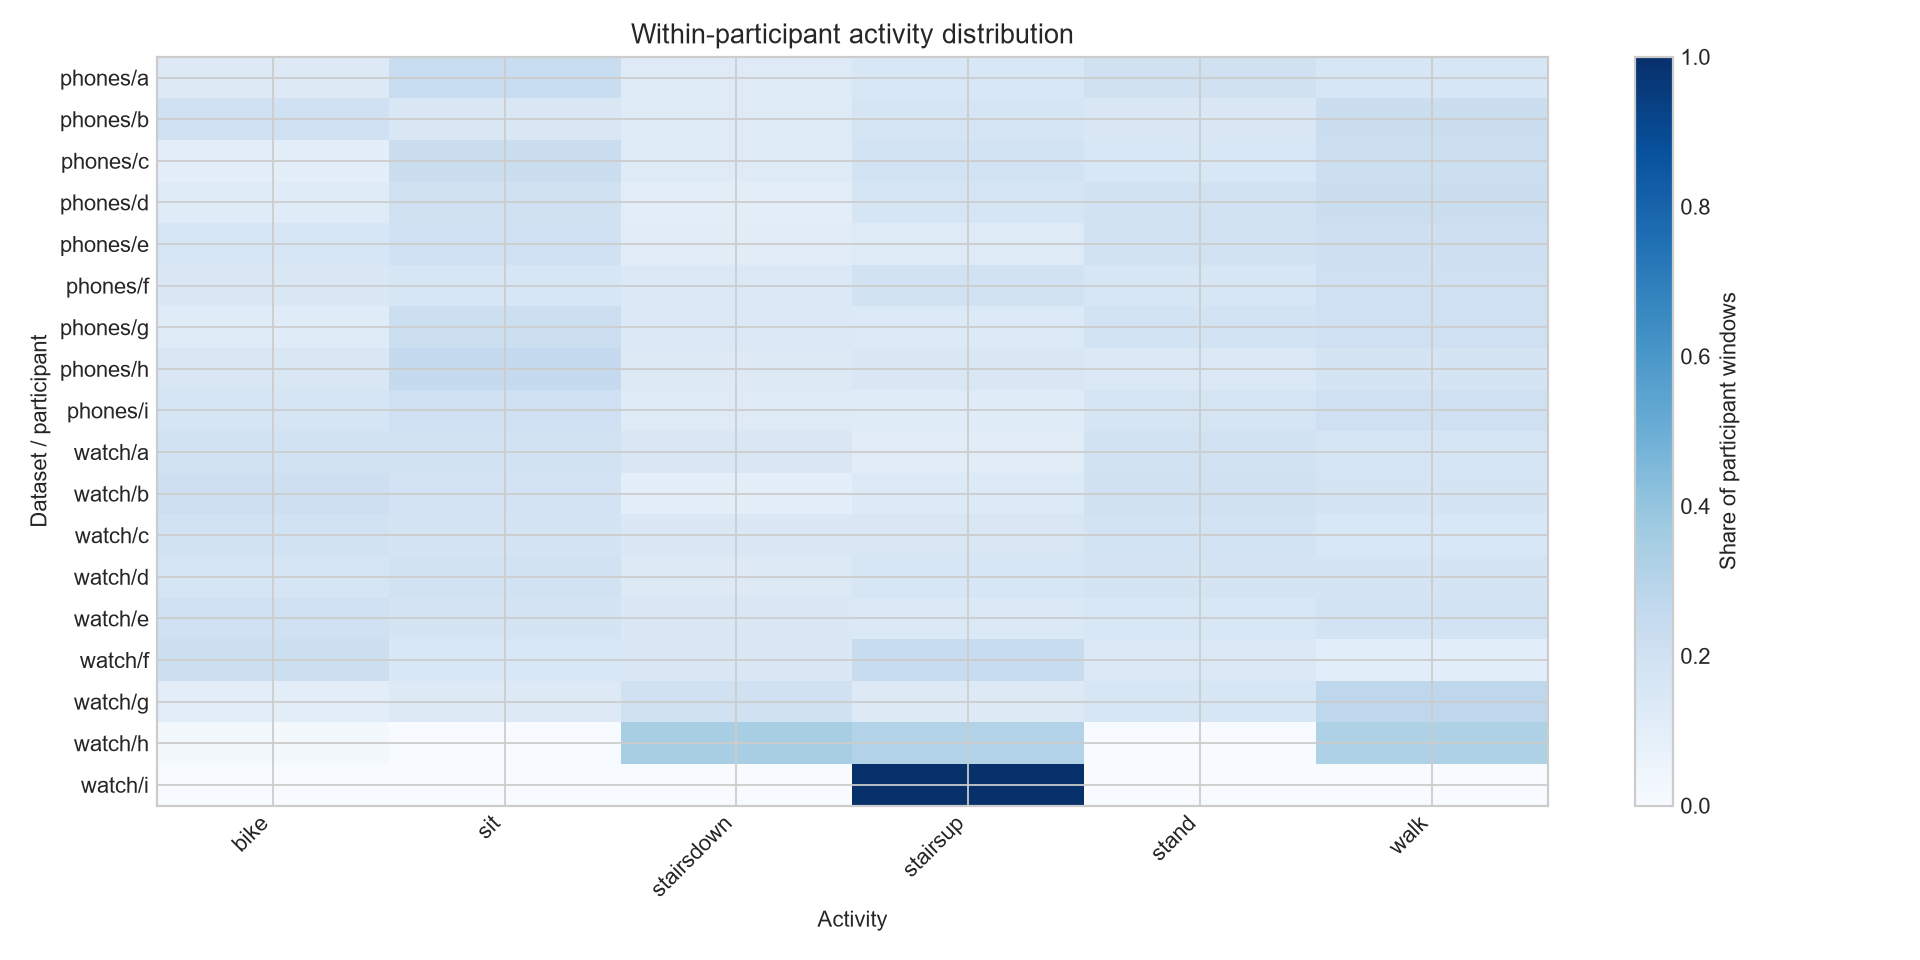 Within-participant activity distribution
Dataset / participant
phones/a
phones/b
phones/c
phones/d
phones/e
phones/f
phones/g
phones/h
phones/i
watch/a
watch/b
watch/c
watch/d
watch/e
watch/f
watch/g
watch/h
watch/i
bike
sit
stairsdown
stairsup
stand
walk
Activity
1.0
0.8
0.6
0.4
0.2
0.0
Share of participant windows